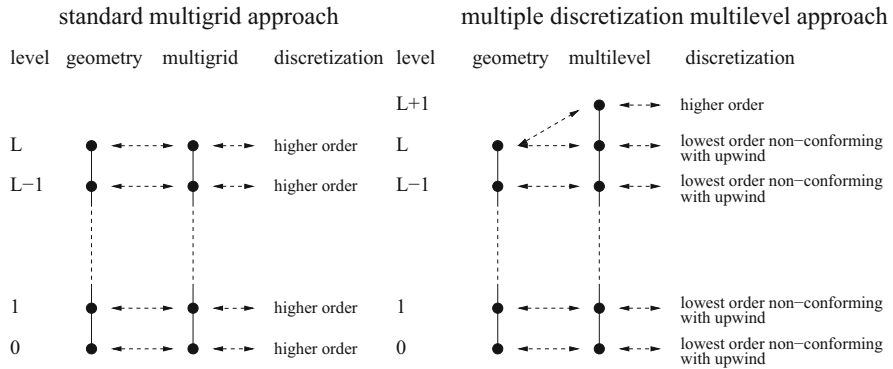 standard multigrid approach
level geometry multigrid discretization
L higher order
L−1 higher order
1 higher order
0 higher order
multiple discretization multilevel approach
level geometry multilevel discretization
L+1 higher order
L lowest order non−conforming
with upwind
L−1 lowest order non−conforming
with upwind
1 lowest order non−conforming
with upwind
0 lowest order non−conforming
with upwind